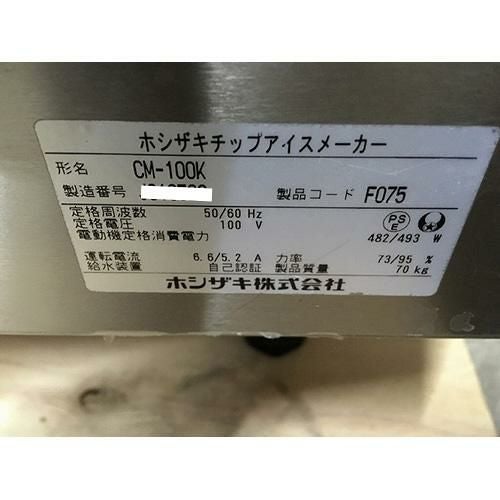 ホシザキチップアイスメーカー
形名 CM-100K
製造番号 製品コード F075
定格周波数 50/60 Hz
定格電圧 100 V
電動機定格消費電力 482/493 W
PS E
運転電流 6.6/5.2 A 力率 73/95 %
給水装置 自己認証 製品質量 70 kg
ホシザキ株式会社